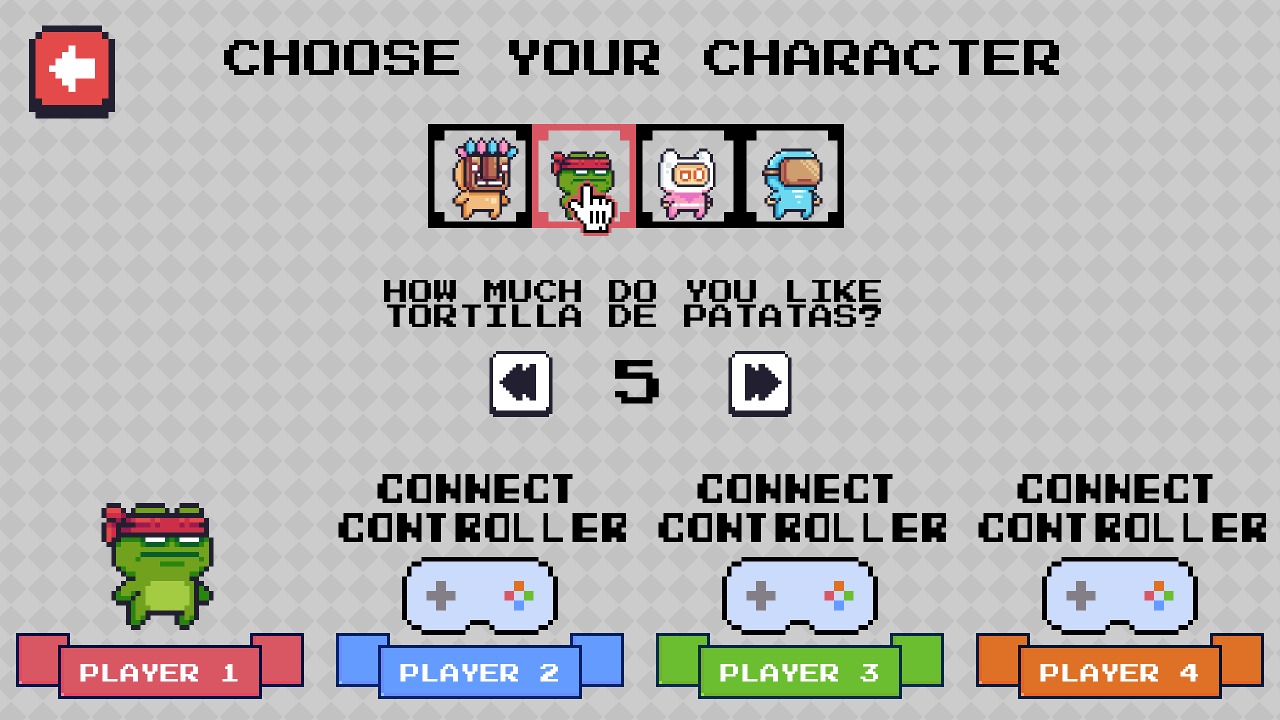 CHOOSE YOUR CHARACTER
HOW MUCH DO YOU LIKE
TORTILLA DE PATATAS?
5
CONNECT
CONTROLLER
CONNECT
CONTROLLER
CONNECT
CONTROLLER
PLAYER 1
PLAYER 2
PLAYER 3
PLAYER 4